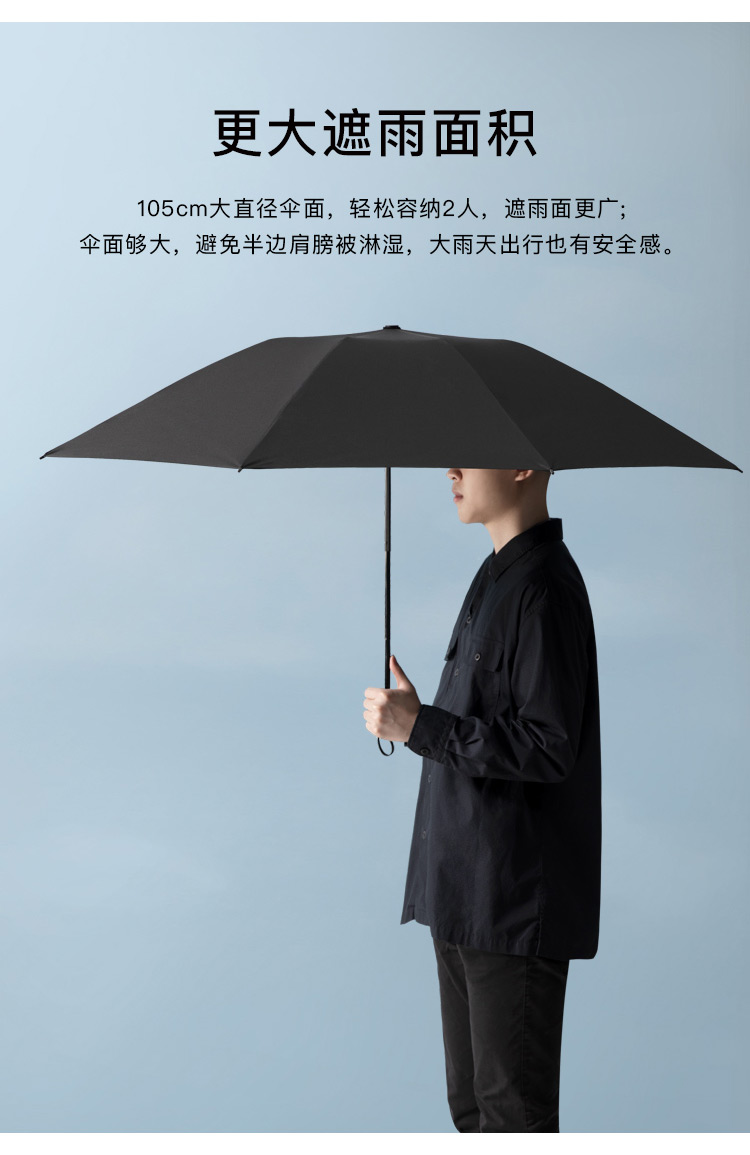 更大遮雨面积
105cm大直径伞面，轻松容纳2人，遮雨面更广；
伞面够大，避免半边肩膀被淋湿，大雨天出行也有安全感。